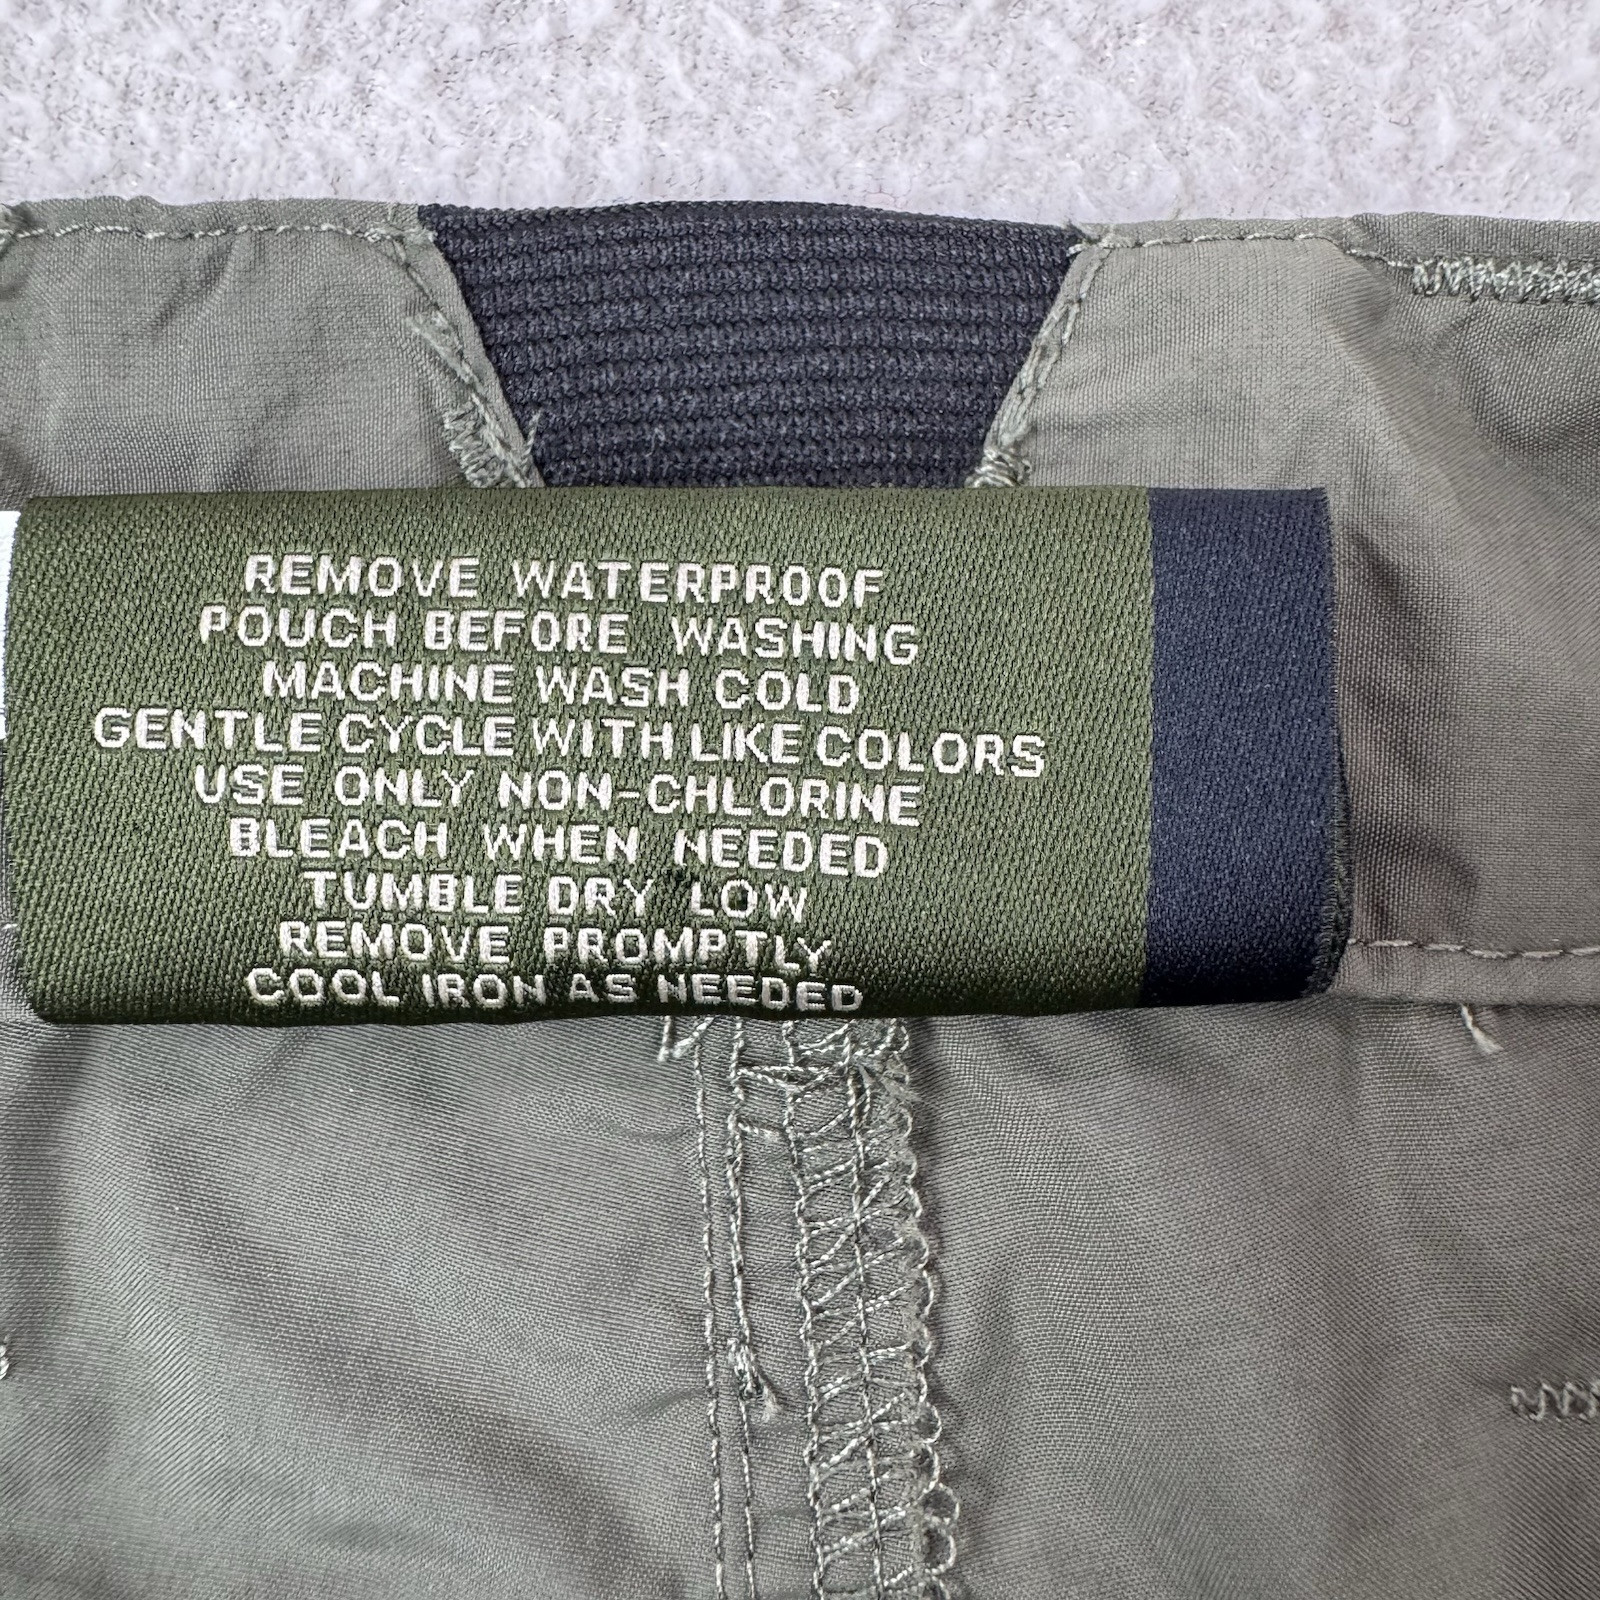 REMOVE WATERPROOF
POUCH BEFORE WASHING
MACHINE WASH COLD
GENTLE CYCLE WITH LIKE COLORS
USE ONLY NON-CHLORINE
BLEACH WHEN NEEDED
TUMBLE DRY LOW
REMOVE PROMPTLY
COOL IRON AS NEEDED